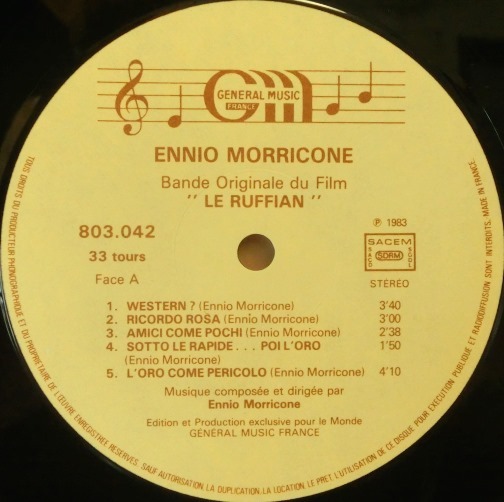 GENERAL MUSIC
FRANCE
ENNIO MORRICONE
Bande Originale du Film
" LE RUFFIAN "
803.042
33 tours
Face A
℗ 1983
SACEM
SACD SDRM SCGL
STÉRÉO
1. WESTERN ? (Ennio Morricone) 3'40
2. RICORDO ROSA (Ennio Morricone) 3'00
3. AMICI COME POCHI (Ennio Morricone) 2'38
4. SOTTO LE RAPIDE . . . POI L'ORO 1'50
(Ennio Morricone)
5. L'ORO COME PERICOLO (Ennio Morricone) 4'10
Musique composée et dirigée par
Ennio Morricone
Edition et Production exclusive pour le Monde
GÉNÉRAL MUSIC FRANCE
TOUS DROITS DU PRODUCTEUR PHONOGRAPHIQUE ET DU PROPRIETAIRE DE L'ŒUVRE ENREGISTREE RESERVES. SAUF AUTORISATION, LA DUPLICATION, LA LOCATION, LE PRET, L'UTILISATION DE CE DISQUE POUR EXECUTION PUBLIQUE ET RADIODIFFUSION SONT INTERDITS.
MADE IN FRANCE